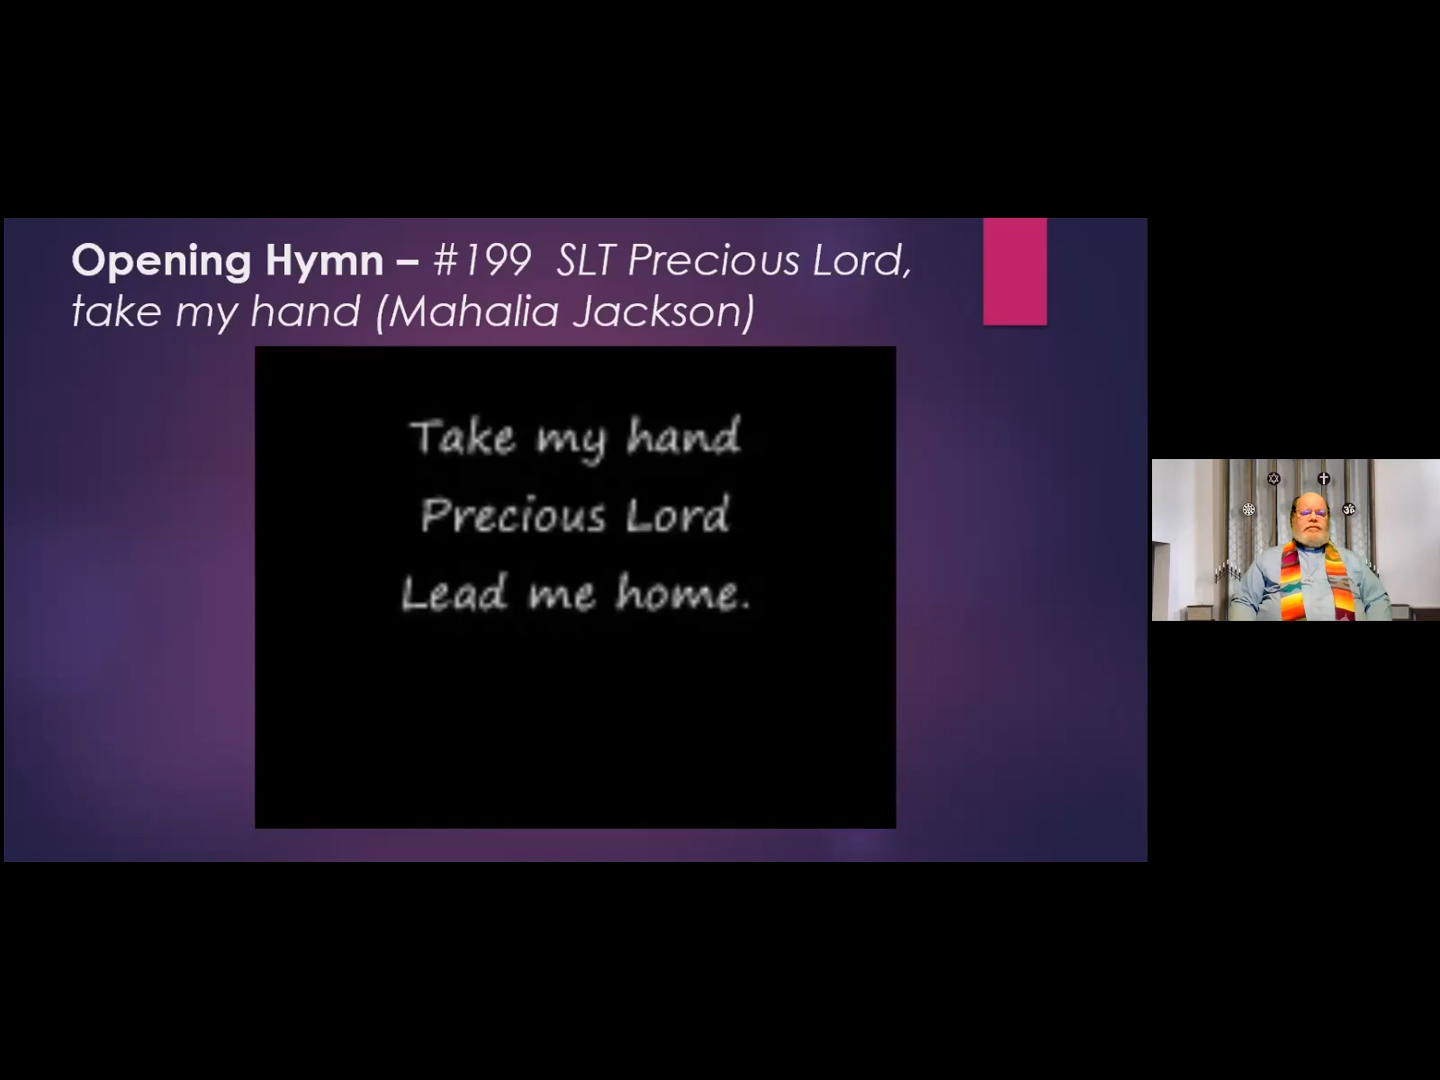 Opening Hymn – #199 SLT Precious Lord,
take my hand (Mahalia Jackson)
Take my hand
Precious Lord
Lead me home.